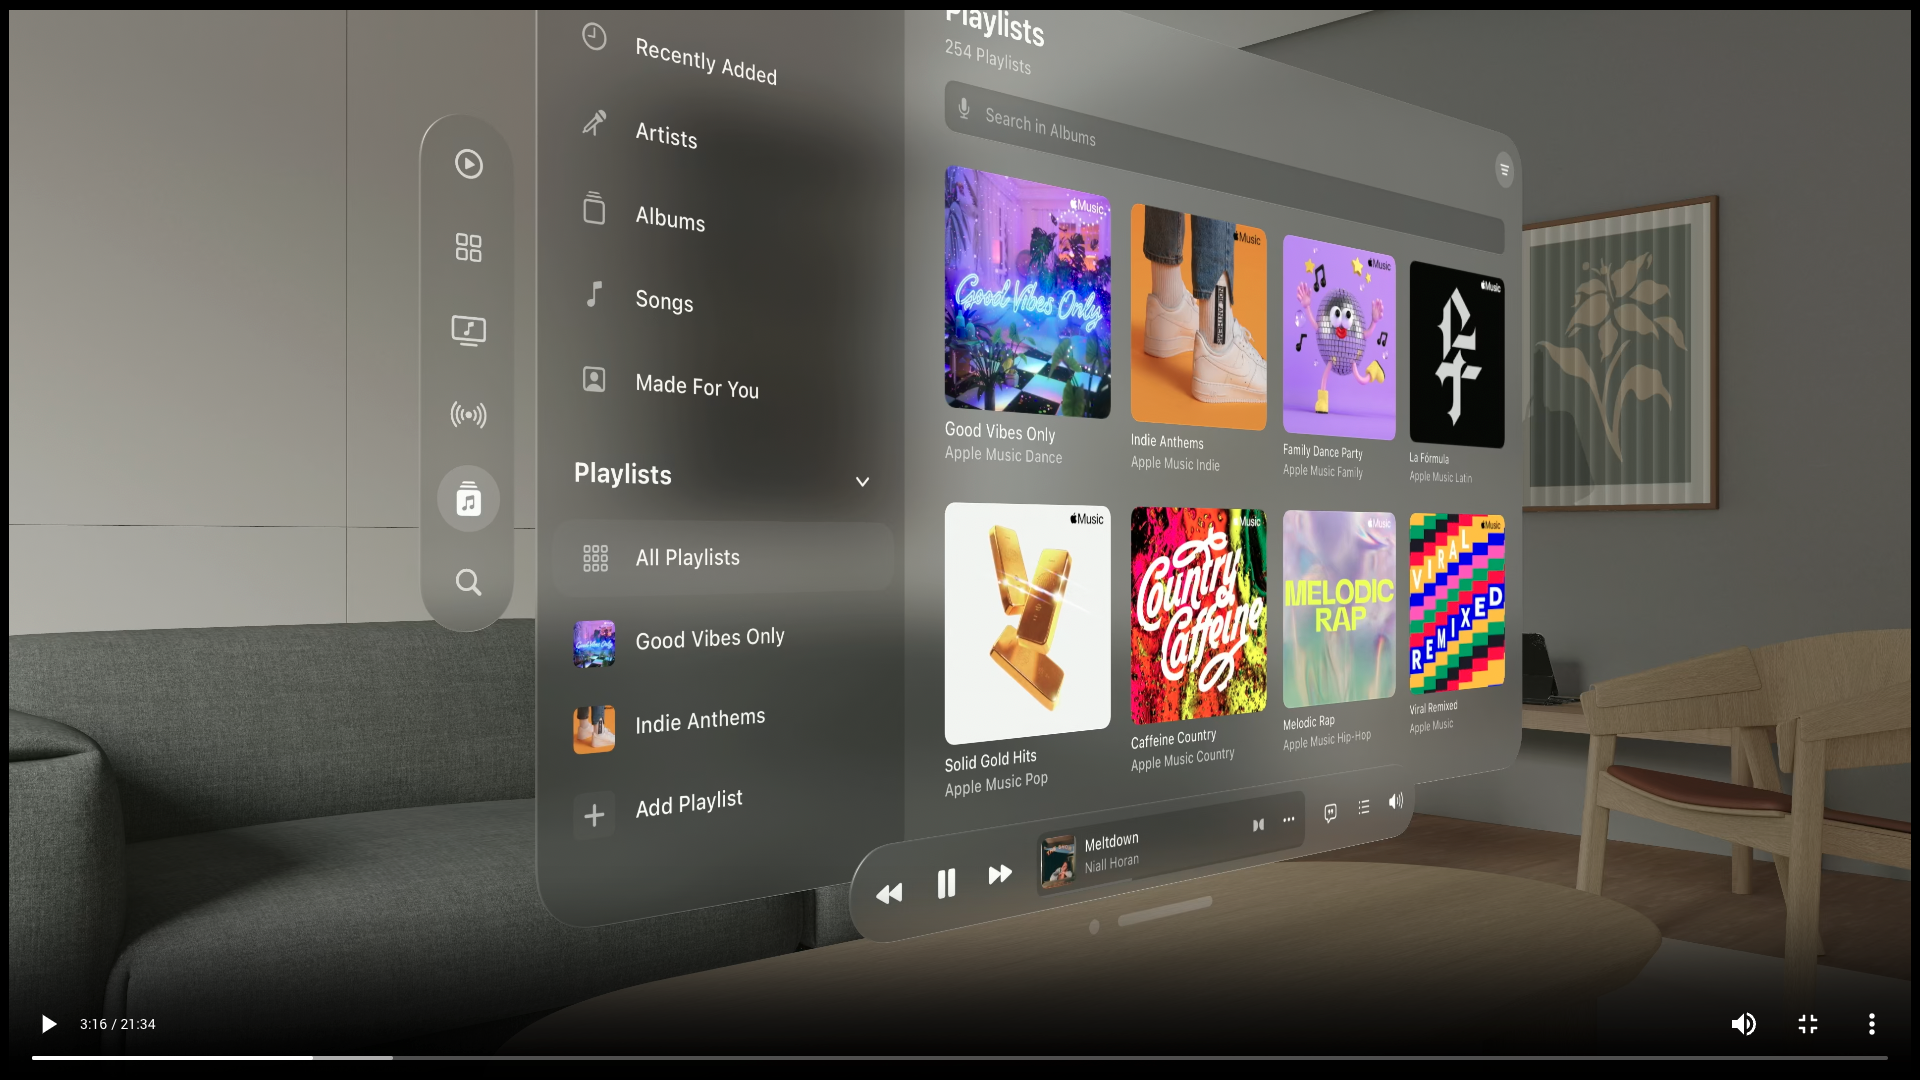 Recently Added
Artists
Albums
Songs
Made For You
Playlists
All Playlists
Good Vibes Only
Indie Anthems
Add Playlist
Playlists
254 Playlists
Search in Albums
Music
Good Vibes Only
Good Vibes Only
Apple Music Dance
Music
Indie Anthems
Apple Music Indie
Music
Family Dance Party
Apple Music Family
Music
La Fórmula
Apple Music Latin
Music
Solid Gold Hits
Apple Music Pop
Music
Country
Caffeine
Caffeine Country
Apple Music Country
Music
MELODIC
RAP
Melodic Rap
Apple Music Hip-Hop
Music
VIRAL
REMIXED
Viral Remixed
Apple Music
Meltdown
Niall Horan
3:16 / 21:34